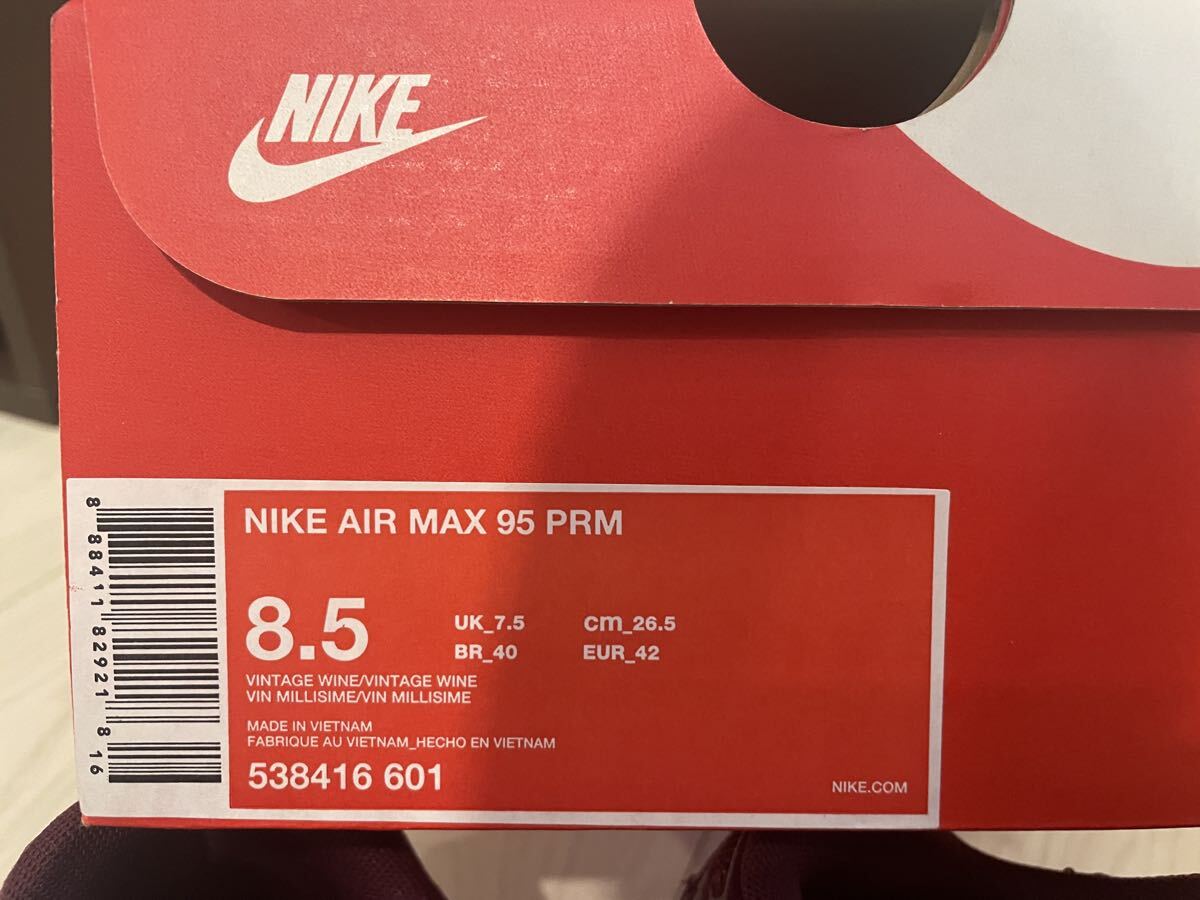 NIKE
NIKE AIR MAX 95 PRM
8.5
UK_7.5 cm_26.5
BR_40 EUR_42
VINTAGE WINE/VINTAGE WINE
VIN MILLISIME/VIN MILLISIME
MADE IN VIETNAM
FABRIQUE AU VIETNAM_HECHO EN VIETNAM
538416 601
NIKE.COM
8 88411 82921 8 16